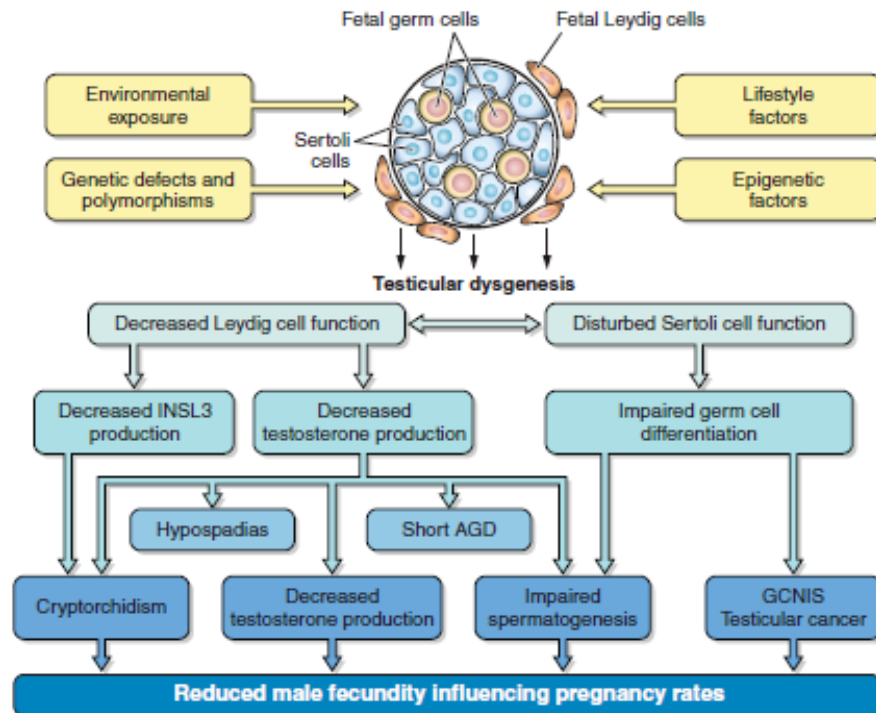 Fetal germ cells
Fetal Leydig cells
Environmental
exposure
Lifestyle
factors
Sertoli
cells
Genetic defects and
polymorphisms
Epigenetic
factors
Testicular dysgenesis
Decreased Leydig cell function
Disturbed Sertoli cell function
Decreased INSL3
production
Decreased
testosterone production
Impaired germ cell
differentiation
Hypospadias
Short AGD
Cryptorchidism
Decreased
testosterone production
Impaired
spermatogenesis
GCNIS
Testicular cancer
Reduced male fecundity influencing pregnancy rates